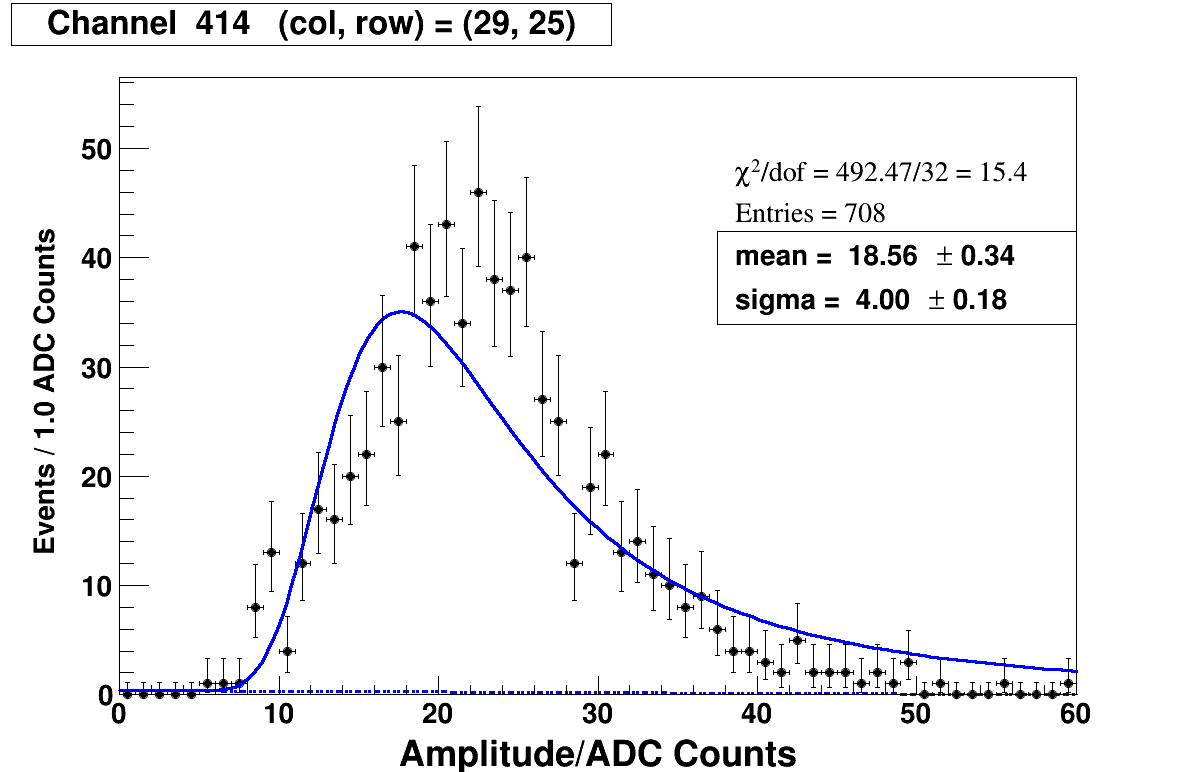 Channel 414 (col, row) = (29, 25)
χ²/dof = 492.47/32 = 15.4
Entries = 708
mean = 18.56 ± 0.34
sigma = 4.00 ± 0.18
Events / 1.0 ADC Counts
50
40
30
20
10
0
0 10 20 30 40 50 60
Amplitude/ADC Counts